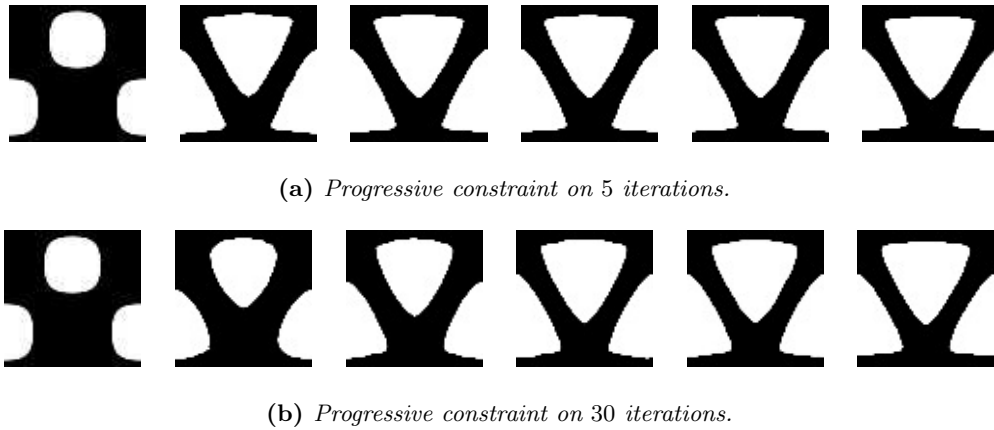 (a) Progressive constraint on 5 iterations.
(b) Progressive constraint on 30 iterations.